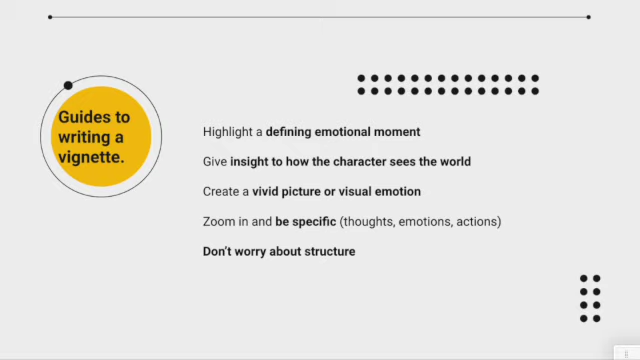 Guides to
writing a
vignette.
Highlight a defining emotional moment
Give insight to how the character sees the world
Create a vivid picture or visual emotion
Zoom in and be specific (thoughts, emotions, actions)
Don't worry about structure